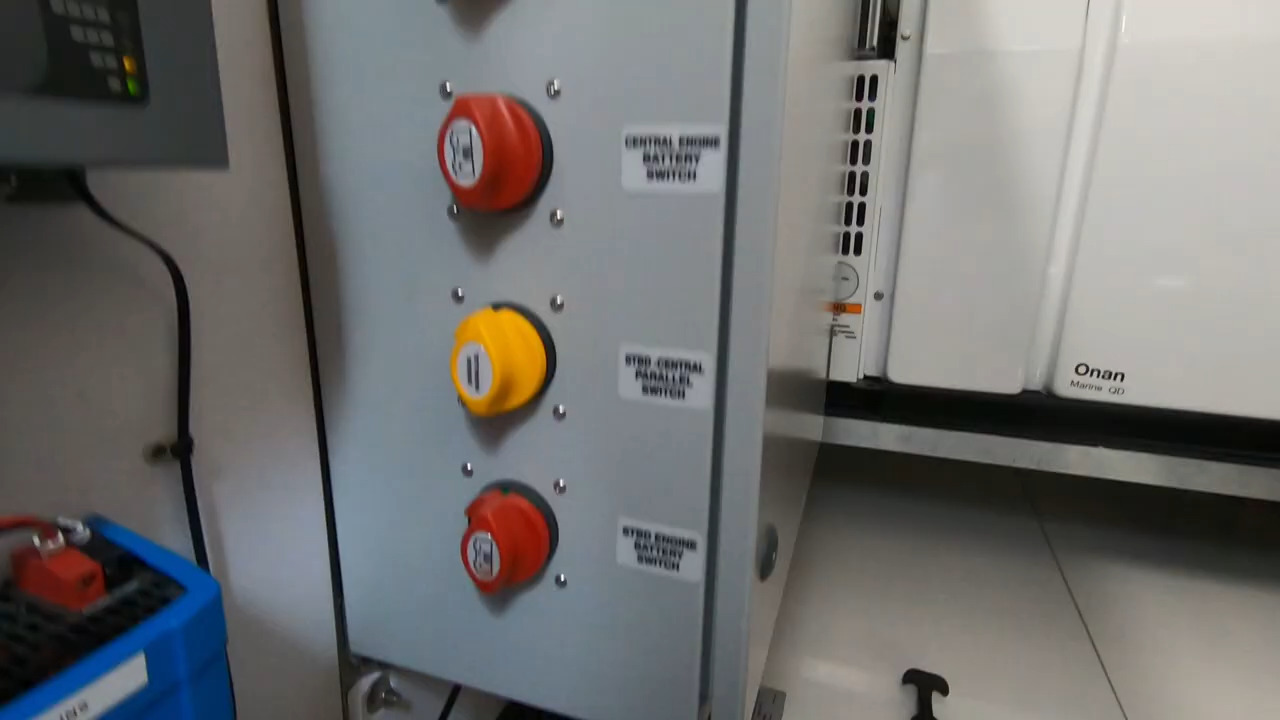 CENTRAL ENGINE
BATTERY
SWITCH
STBD-CENTRAL
PARALLEL
SWITCH
STBD ENGINE
BATTERY
SWITCH
Onan
Marine QD